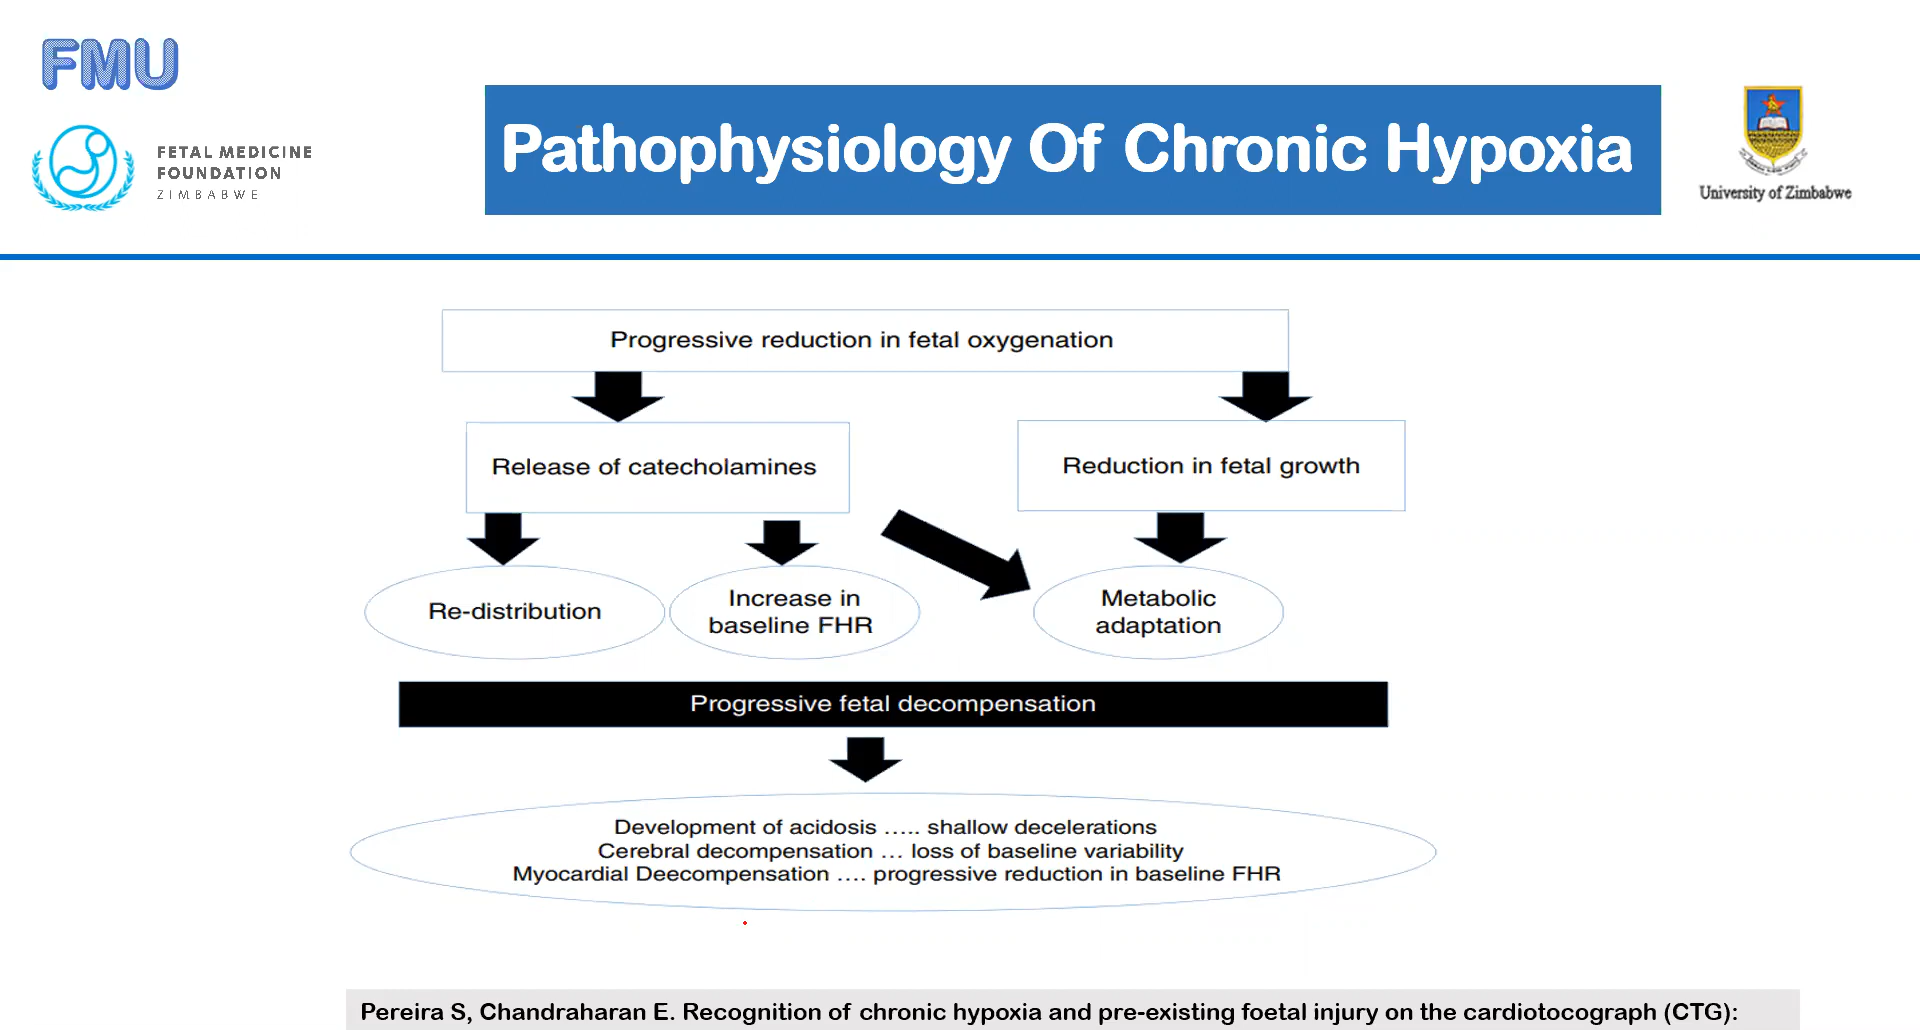 FMU
FETAL MEDICINE
FOUNDATION
ZIMBABWE
Pathophysiology Of Chronic Hypoxia
University of Zimbabwe
Progressive reduction in fetal oxygenation
Release of catecholamines
Reduction in fetal growth
Re-distribution
Increase in
baseline FHR
Metabolic
adaptation
Progressive fetal decompensation
Development of acidosis ..... shallow decelerations
Cerebral decompensation ... loss of baseline variability
Myocardial Deecompensation .... progressive reduction in baseline FHR
Pereira S, Chandraharan E. Recognition of chronic hypoxia and pre-existing foetal injury on the cardiotocograph (CTG):